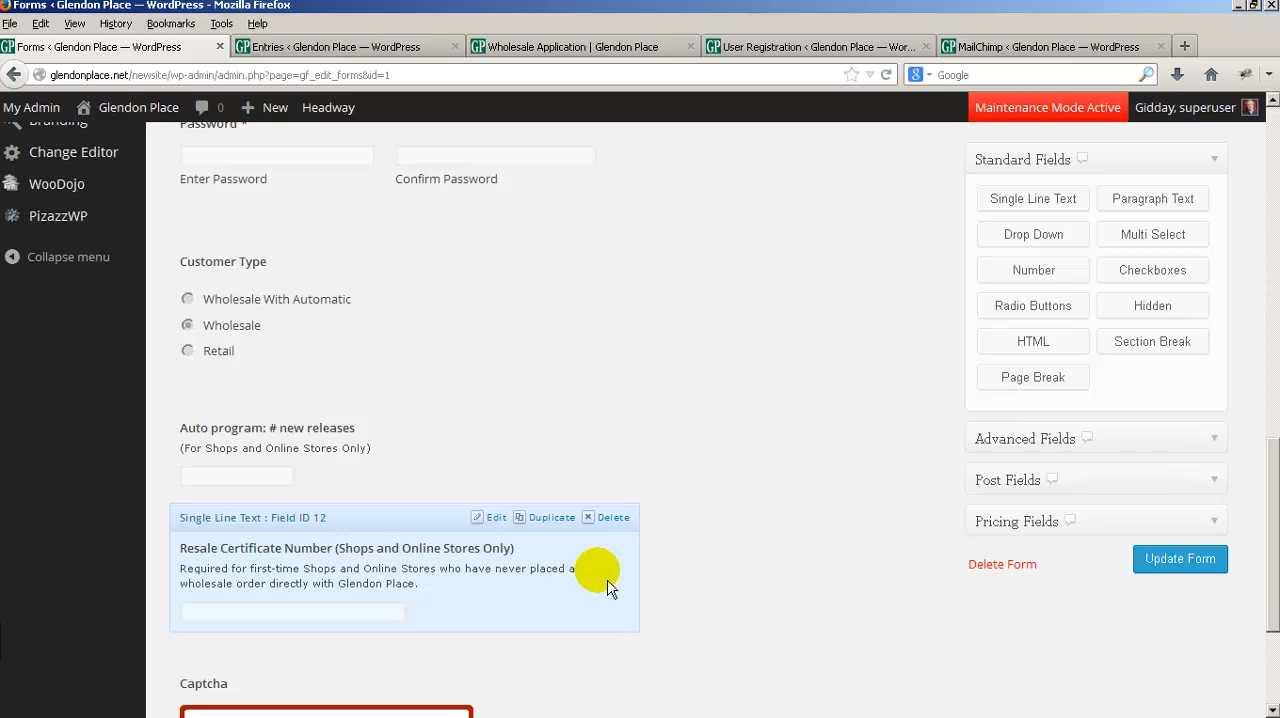 Forms ‹ Glendon Place — WordPress - Mozilla Firefox
File Edit View History Bookmarks Tools Help
Forms ‹ Glendon Place — WordPress × Entries ‹ Glendon Place — WordPress × Wholesale Application | Glendon Place × User Registration ‹ Glendon Place — Wor... × MailChimp ‹ Glendon Place — WordPress ×
glendonplace.net/newsite/wp-admin/admin.php?page=gf_edit_forms&id=1 Google
My Admin Glendon Place 0 New Headway Maintenance Mode Active Gidday, superuser
Branding
Change Editor
WooDojo
PizazzWP
Collapse menu
Password *
Enter Password Confirm Password
Customer Type
Wholesale With Automatic
Wholesale
Retail
Auto program: # new releases
(For Shops and Online Stores Only)
Single Line Text : Field ID 12 Edit Duplicate Delete
Resale Certificate Number (Shops and Online Stores Only)
Required for first-time Shops and Online Stores who have never placed a
wholesale order directly with Glendon Place.
Captcha
Standard Fields
Single Line Text Paragraph Text
Drop Down Multi Select
Number Checkboxes
Radio Buttons Hidden
HTML Section Break
Page Break
Advanced Fields
Post Fields
Pricing Fields
Delete Form Update Form